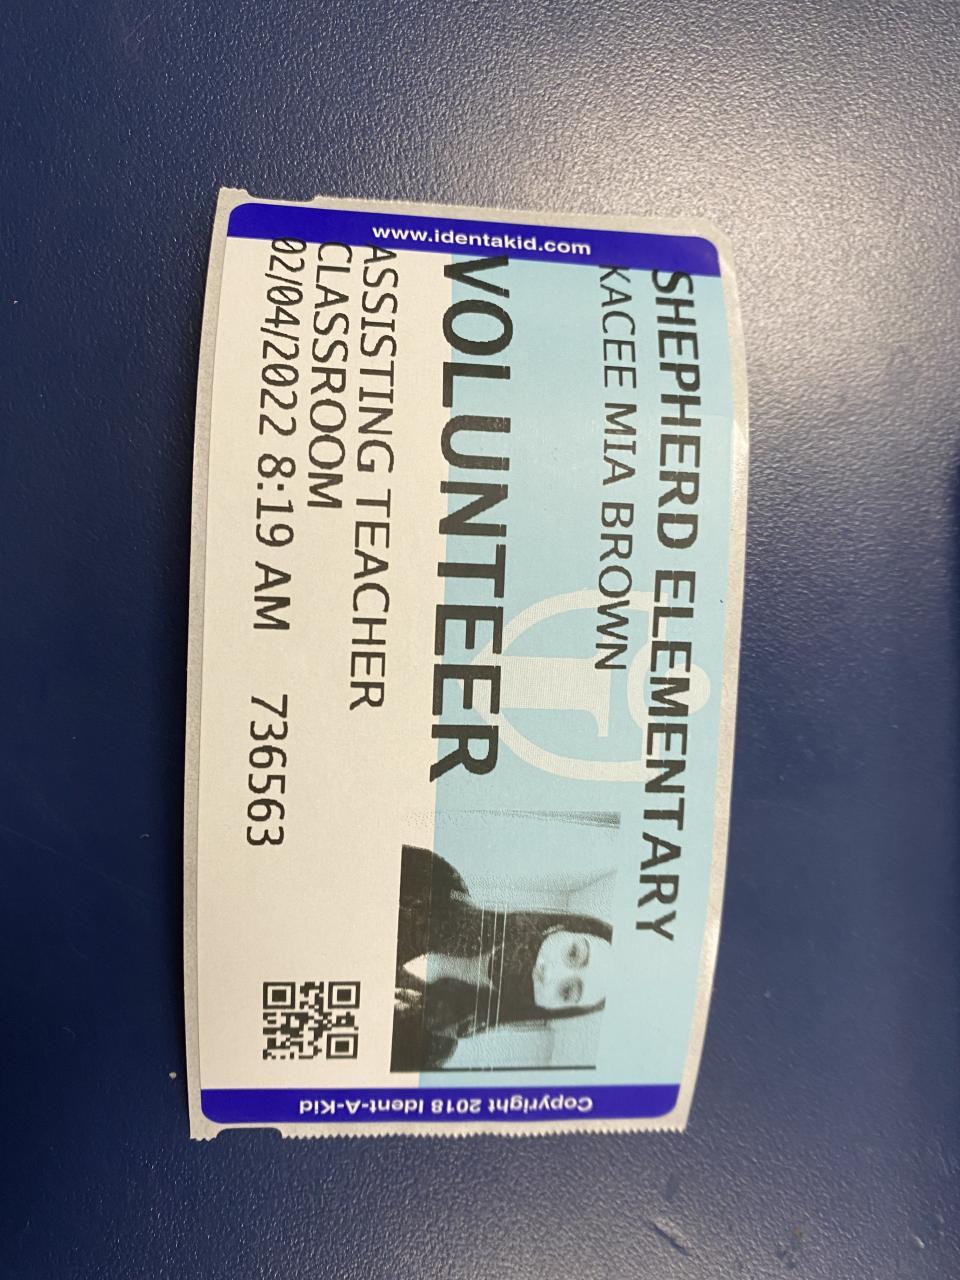 www.identakid.com
SHEPHERD ELEMENTARY
KACEE MIA BROWN
VOLUNTEER
ASSISTING TEACHER
CLASSROOM
02/04/2022 8:19 AM 736563
Copyright 2018 Ident-A-Kid